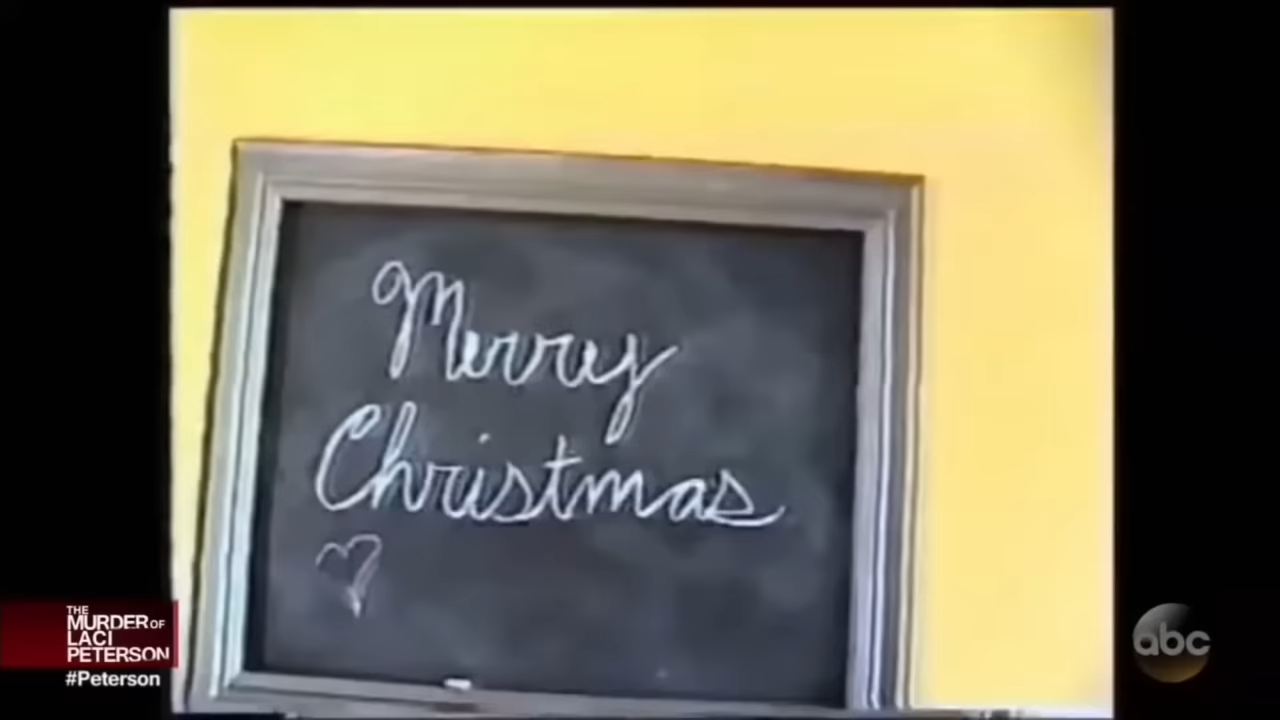 Merry
Christmas
THE
MURDER OF
LACI
PETERSON
#Peterson
abc